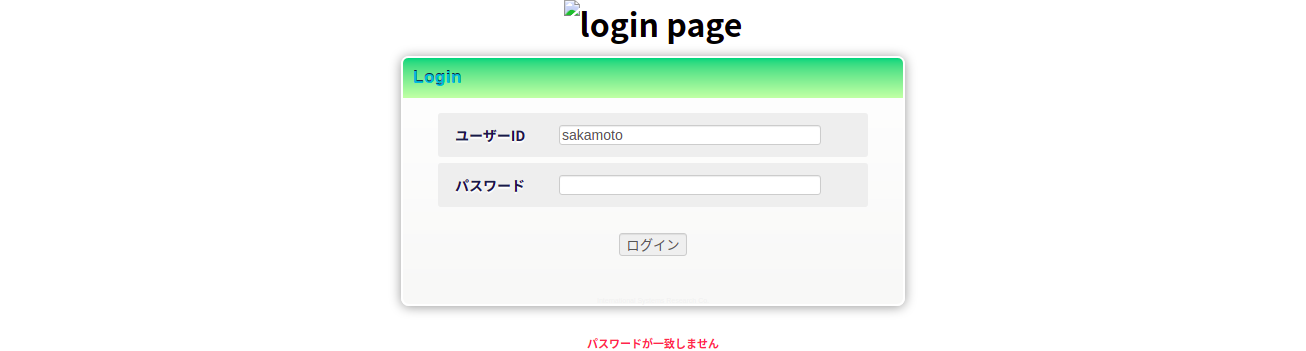 login page
Login
ユーザーID
sakamoto
パスワード
ログイン
パスワードが一致しません